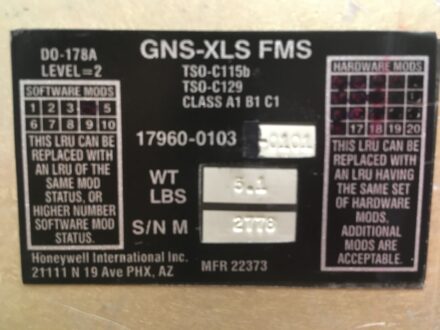 DO-178A
LEVEL=2
SOFTWARE MODS
1 2 3 5
6 7 8 9 10
THIS LRU CAN BE
REPLACED WITH
AN LRU OF THE
SAME MOD
STATUS, OR
HIGHER NUMBER
SOFTWARE MOD
STATUS.
GNS-XLS FMS
TSO-C115b
TSO-C129
CLASS A1 B1 C1
17960-0103 -0101
WT
LBS 5.1
S/N M 2778
HARDWARE MODS
17 18 19 20
THIS LRU CAN BE
REPLACED WITH
AN LRU HAVING
THE SAME SET
OF HARDWARE
MODS,
ADDITIONAL
MODS ARE
ACCEPTABLE.
Honeywell International Inc.
21111 N 19 Ave PHX, AZ MFR 22373